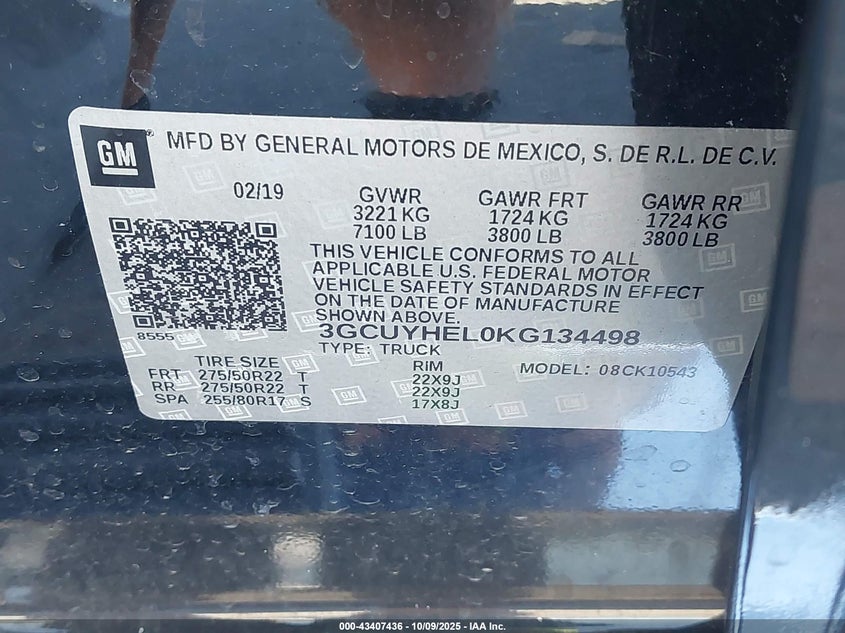 GM
MFD BY GENERAL MOTORS DE MEXICO, S. DE R.L. DE C.V.
02/19
GVWR
3221 KG
7100 LB
GAWR FRT
1724 KG
3800 LB
GAWR RR
1724 KG
3800 LB
THIS VEHICLE CONFORMS TO ALL
APPLICABLE U.S. FEDERAL MOTOR
VEHICLE SAFETY STANDARDS IN EFFECT
ON THE DATE OF MANUFACTURE
SHOWN ABOVE.
8555
3GCUYHEL0KG134498
TYPE: TRUCK
MODEL: 08CK10543
TIRE SIZE
RIM
FRT 275/50R22 T 22X9J
RR 275/50R22 T 22X9J
SPA 255/80R17 S 17X8J
000-43407436 - 10/09/2025 - IAA Inc.